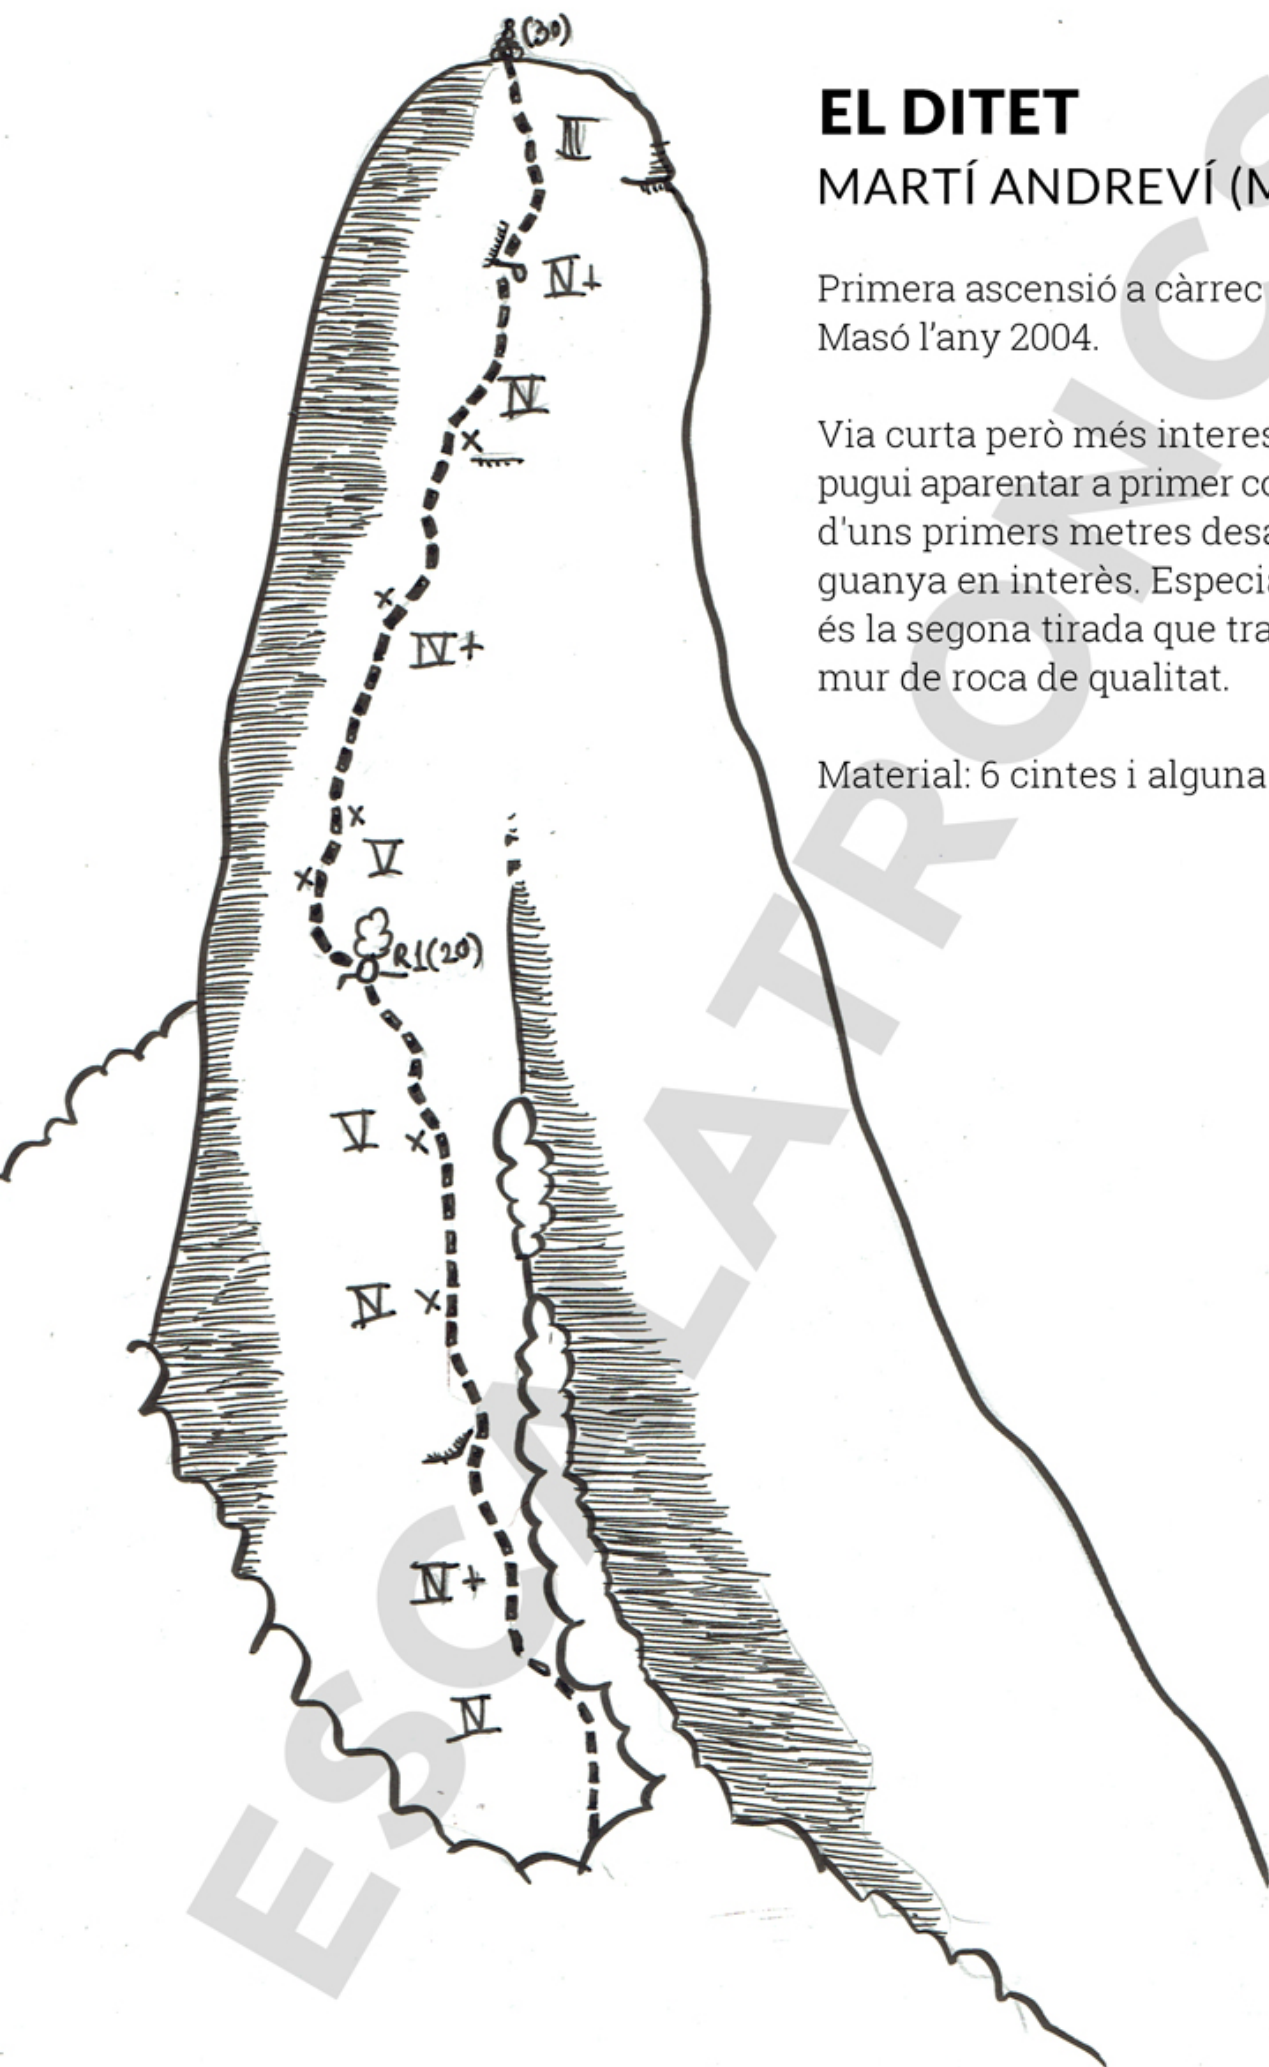 (30)
EL DITET
MARTÍ ANDREVÍ (M
III
IV+
Primera ascensió a càrrec
Masó l'any 2004.
IV
Via curta però més interes
pugui aparentar a primer co
d'uns primers metres desa
guanya en interès. Especia
és la segona tirada que tra
mur de roca de qualitat.
IV+
Material: 6 cintes i alguna
V
R1(20)
V
IV
IV+
IV
ESCALATRONCS